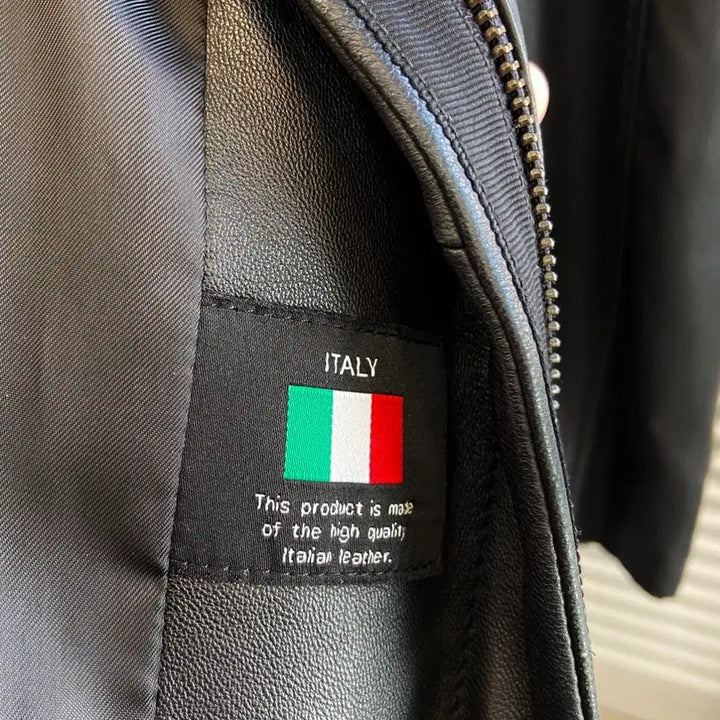 ITALY
This product is made
of the high quality
Italian leather.